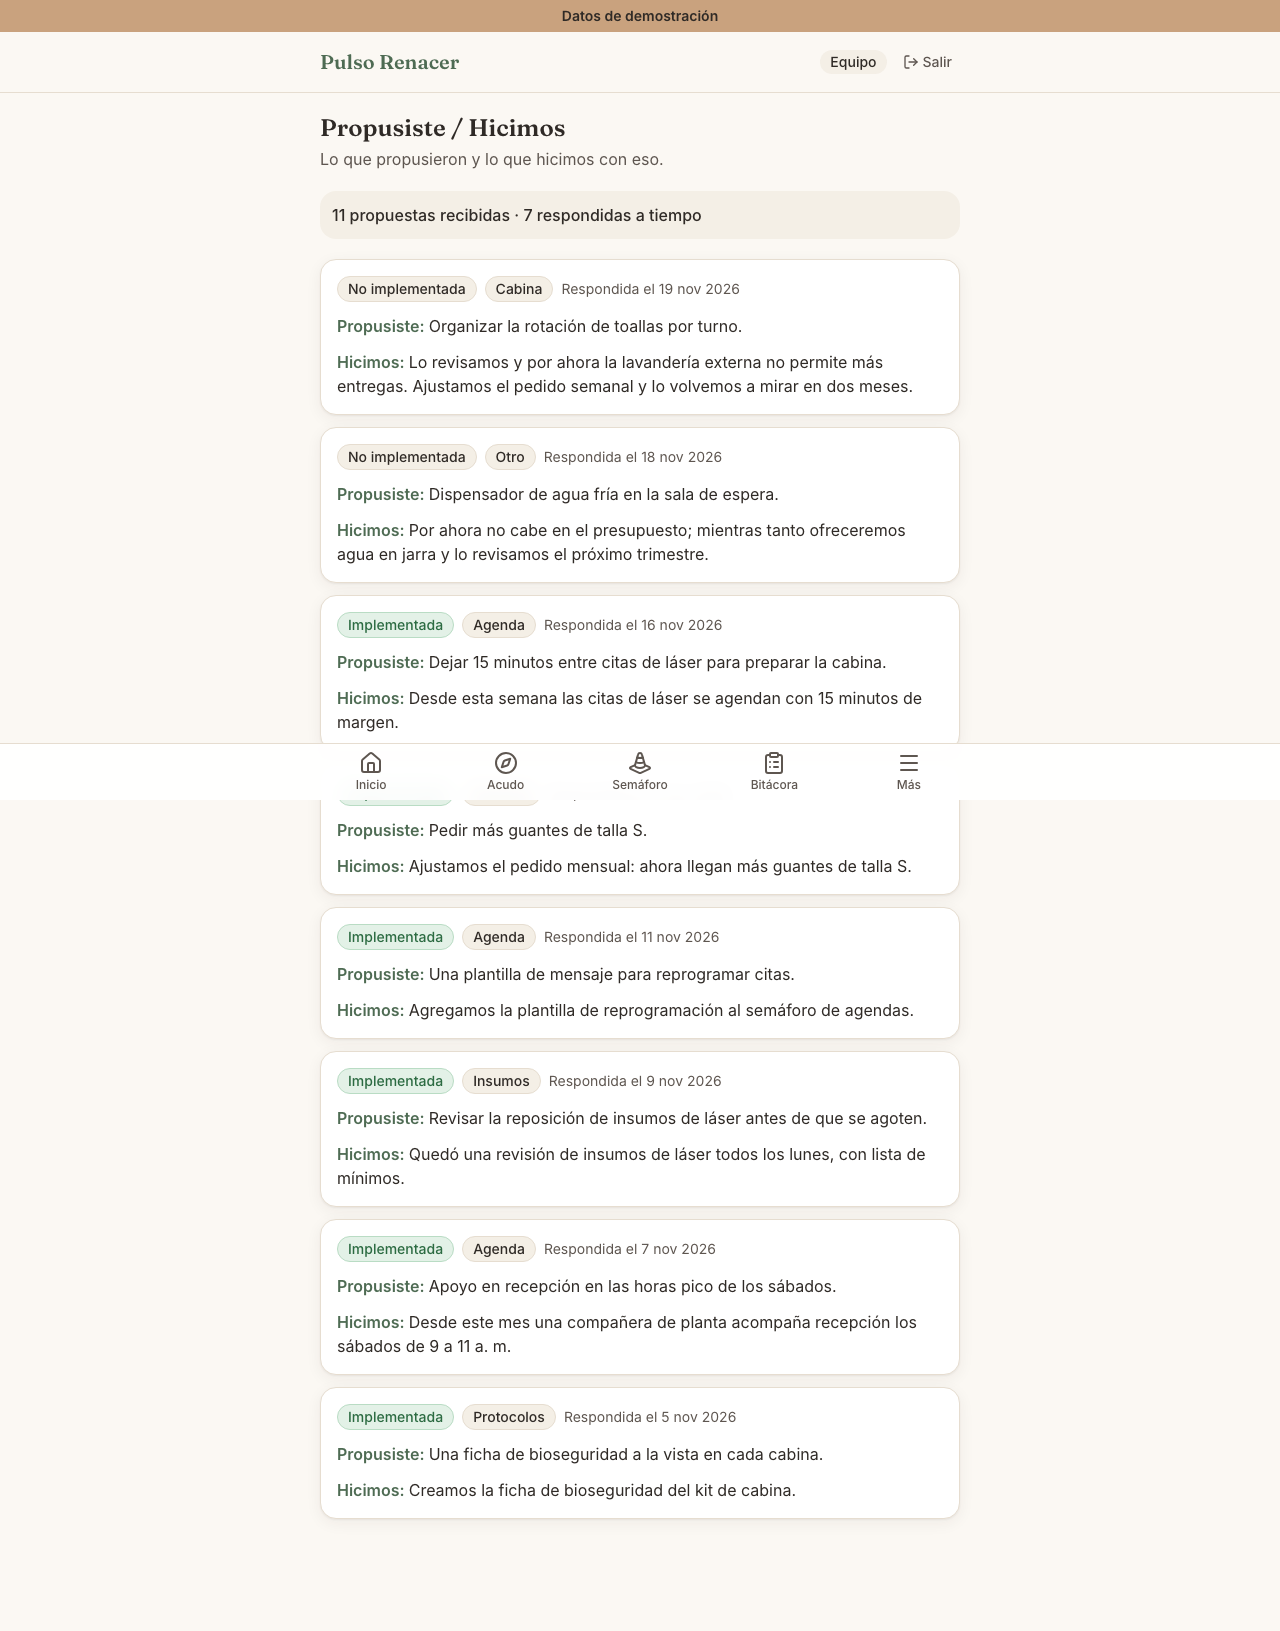 Datos de demostración
Pulso Renacer
Equipo
Salir
Propusiste / Hicimos
Lo que propusieron y lo que hicimos con eso.
11 propuestas recibidas · 7 respondidas a tiempo
No implementada Cabina Respondida el 19 nov 2026
Propusiste: Organizar la rotación de toallas por turno.
Hicimos: Lo revisamos y por ahora la lavandería externa no permite más
entregas. Ajustamos el pedido semanal y lo volvemos a mirar en dos meses.
No implementada Otro Respondida el 18 nov 2026
Propusiste: Dispensador de agua fría en la sala de espera.
Hicimos: Por ahora no cabe en el presupuesto; mientras tanto ofreceremos
agua en jarra y lo revisamos el próximo trimestre.
Implementada Agenda Respondida el 16 nov 2026
Propusiste: Dejar 15 minutos entre citas de láser para preparar la cabina.
Hicimos: Desde esta semana las citas de láser se agendan con 15 minutos de
margen.
Inicio Acudo Semáforo Bitácora Más
Propusiste: Pedir más guantes de talla S.
Hicimos: Ajustamos el pedido mensual: ahora llegan más guantes de talla S.
Implementada Agenda Respondida el 11 nov 2026
Propusiste: Una plantilla de mensaje para reprogramar citas.
Hicimos: Agregamos la plantilla de reprogramación al semáforo de agendas.
Implementada Insumos Respondida el 9 nov 2026
Propusiste: Revisar la reposición de insumos de láser antes de que se agoten.
Hicimos: Quedó una revisión de insumos de láser todos los lunes, con lista de
mínimos.
Implementada Agenda Respondida el 7 nov 2026
Propusiste: Apoyo en recepción en las horas pico de los sábados.
Hicimos: Desde este mes una compañera de planta acompaña recepción los
sábados de 9 a 11 a. m.
Implementada Protocolos Respondida el 5 nov 2026
Propusiste: Una ficha de bioseguridad a la vista en cada cabina.
Hicimos: Creamos la ficha de bioseguridad del kit de cabina.